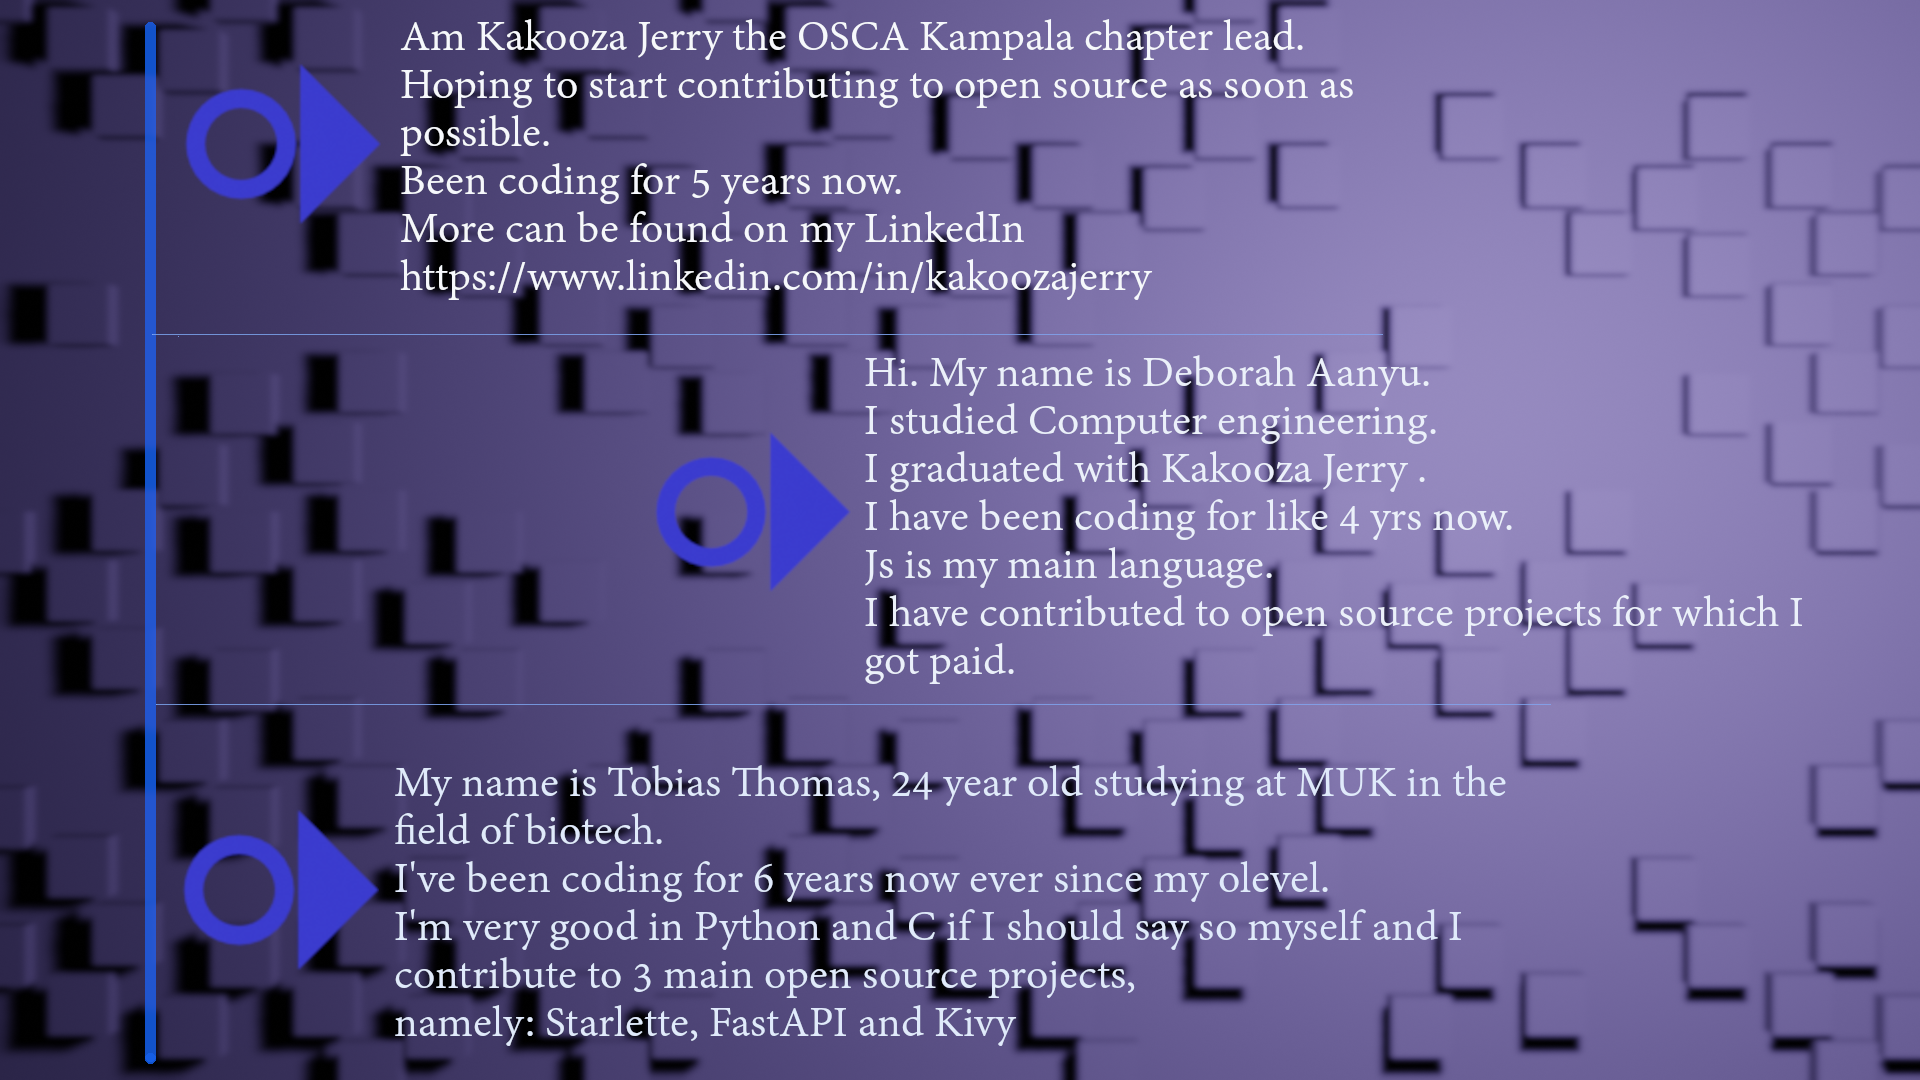 Am Kakooza Jerry the OSCA Kampala chapter lead.
Hoping to start contributing to open source as soon as
possible.
Been coding for 5 years now.
More can be found on my LinkedIn
https://www.linkedin.com/in/kakoozajerry
Hi. My name is Deborah Aanyu.
I studied Computer engineering.
I graduated with Kakooza Jerry .
I have been coding for like 4 yrs now.
Js is my main language.
I have contributed to open source projects for which I
got paid.
My name is Tobias Thomas, 24 year old studying at MUK in the
field of biotech.
I've been coding for 6 years now ever since my olevel.
I'm very good in Python and C if I should say so myself and I
contribute to 3 main open source projects,
namely: Starlette, FastAPI and Kivy